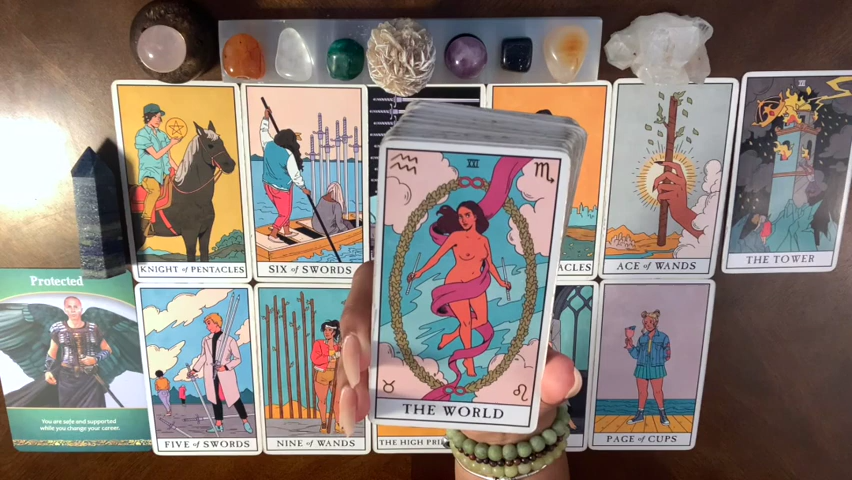 KNIGHT of PENTACLES
SIX of SWORDS
ACLES
ACE of WANDS
THE TOWER
Protected
You are safe and supported
while you change your career.
FIVE of SWORDS
NINE of WANDS
THE HIGH PRI
THE WORLD
PAGE of CUPS